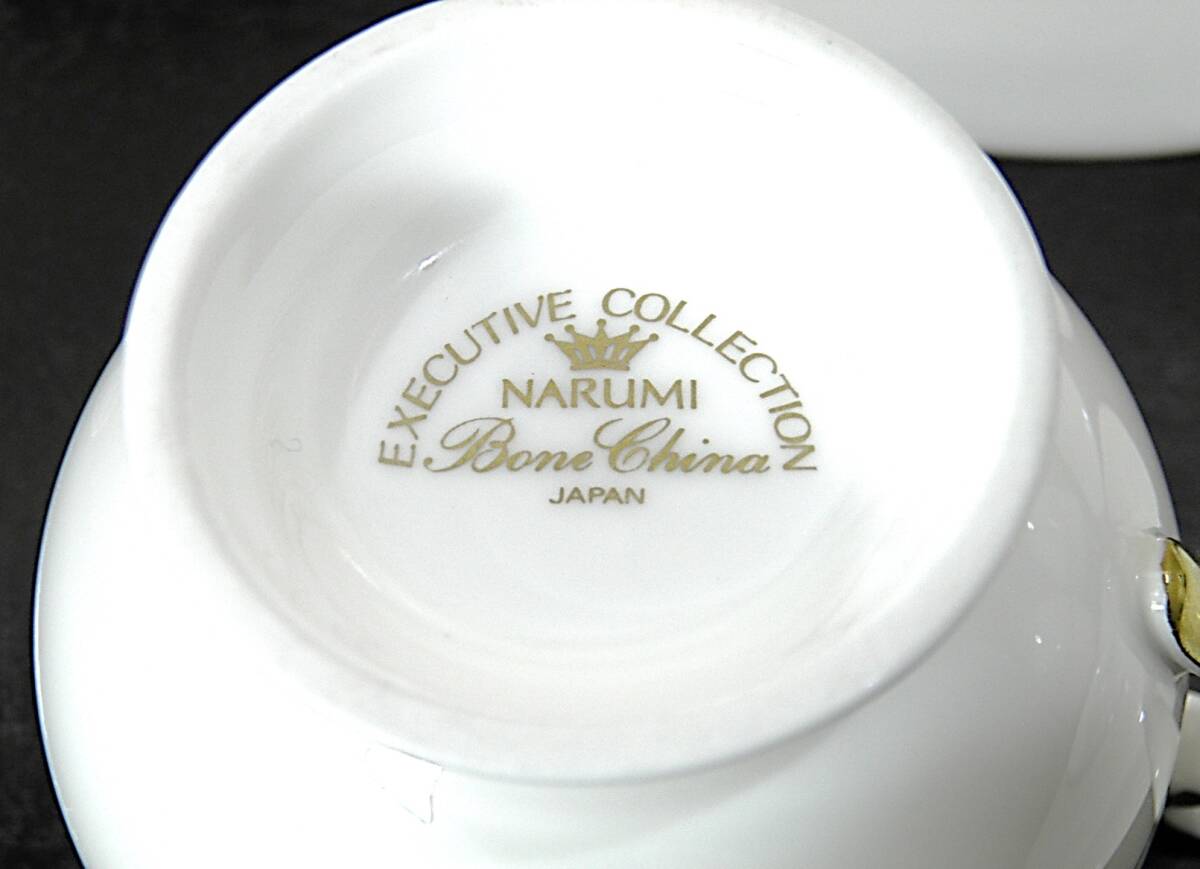 EXECUTIVE COLLECTION
NARUMI
Bone China
JAPAN